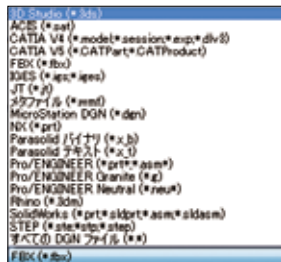 3D Studio (*.3ds)
ACIS (*.sat)
CATIA V4 (*.model;*.session;*.exp;*.dlv3)
CATIA V5 (*.CATPart;*.CATProduct)
FBX (*.fbx)
IGES (*.igs;*.iges)
JT (*.jt)
メタファイル (*.wmf)
MicroStation DGN (*.dgn)
NX (*.prt)
Parasolid バイナリ (*.x_b)
Parasolid テキスト (*.x_t)
Pro/ENGINEER (*.prt*;*.asm*)
Pro/ENGINEER Granite (*.g)
Pro/ENGINEER Neutral (*.neu*)
Rhino (*.3dm)
SolidWorks (*.prt;*.sldprt;*.asm;*.sldasm)
STEP (*.ste;*.stp;*.step)
すべての DGN ファイル (*.*)
FBX (*.fbx)